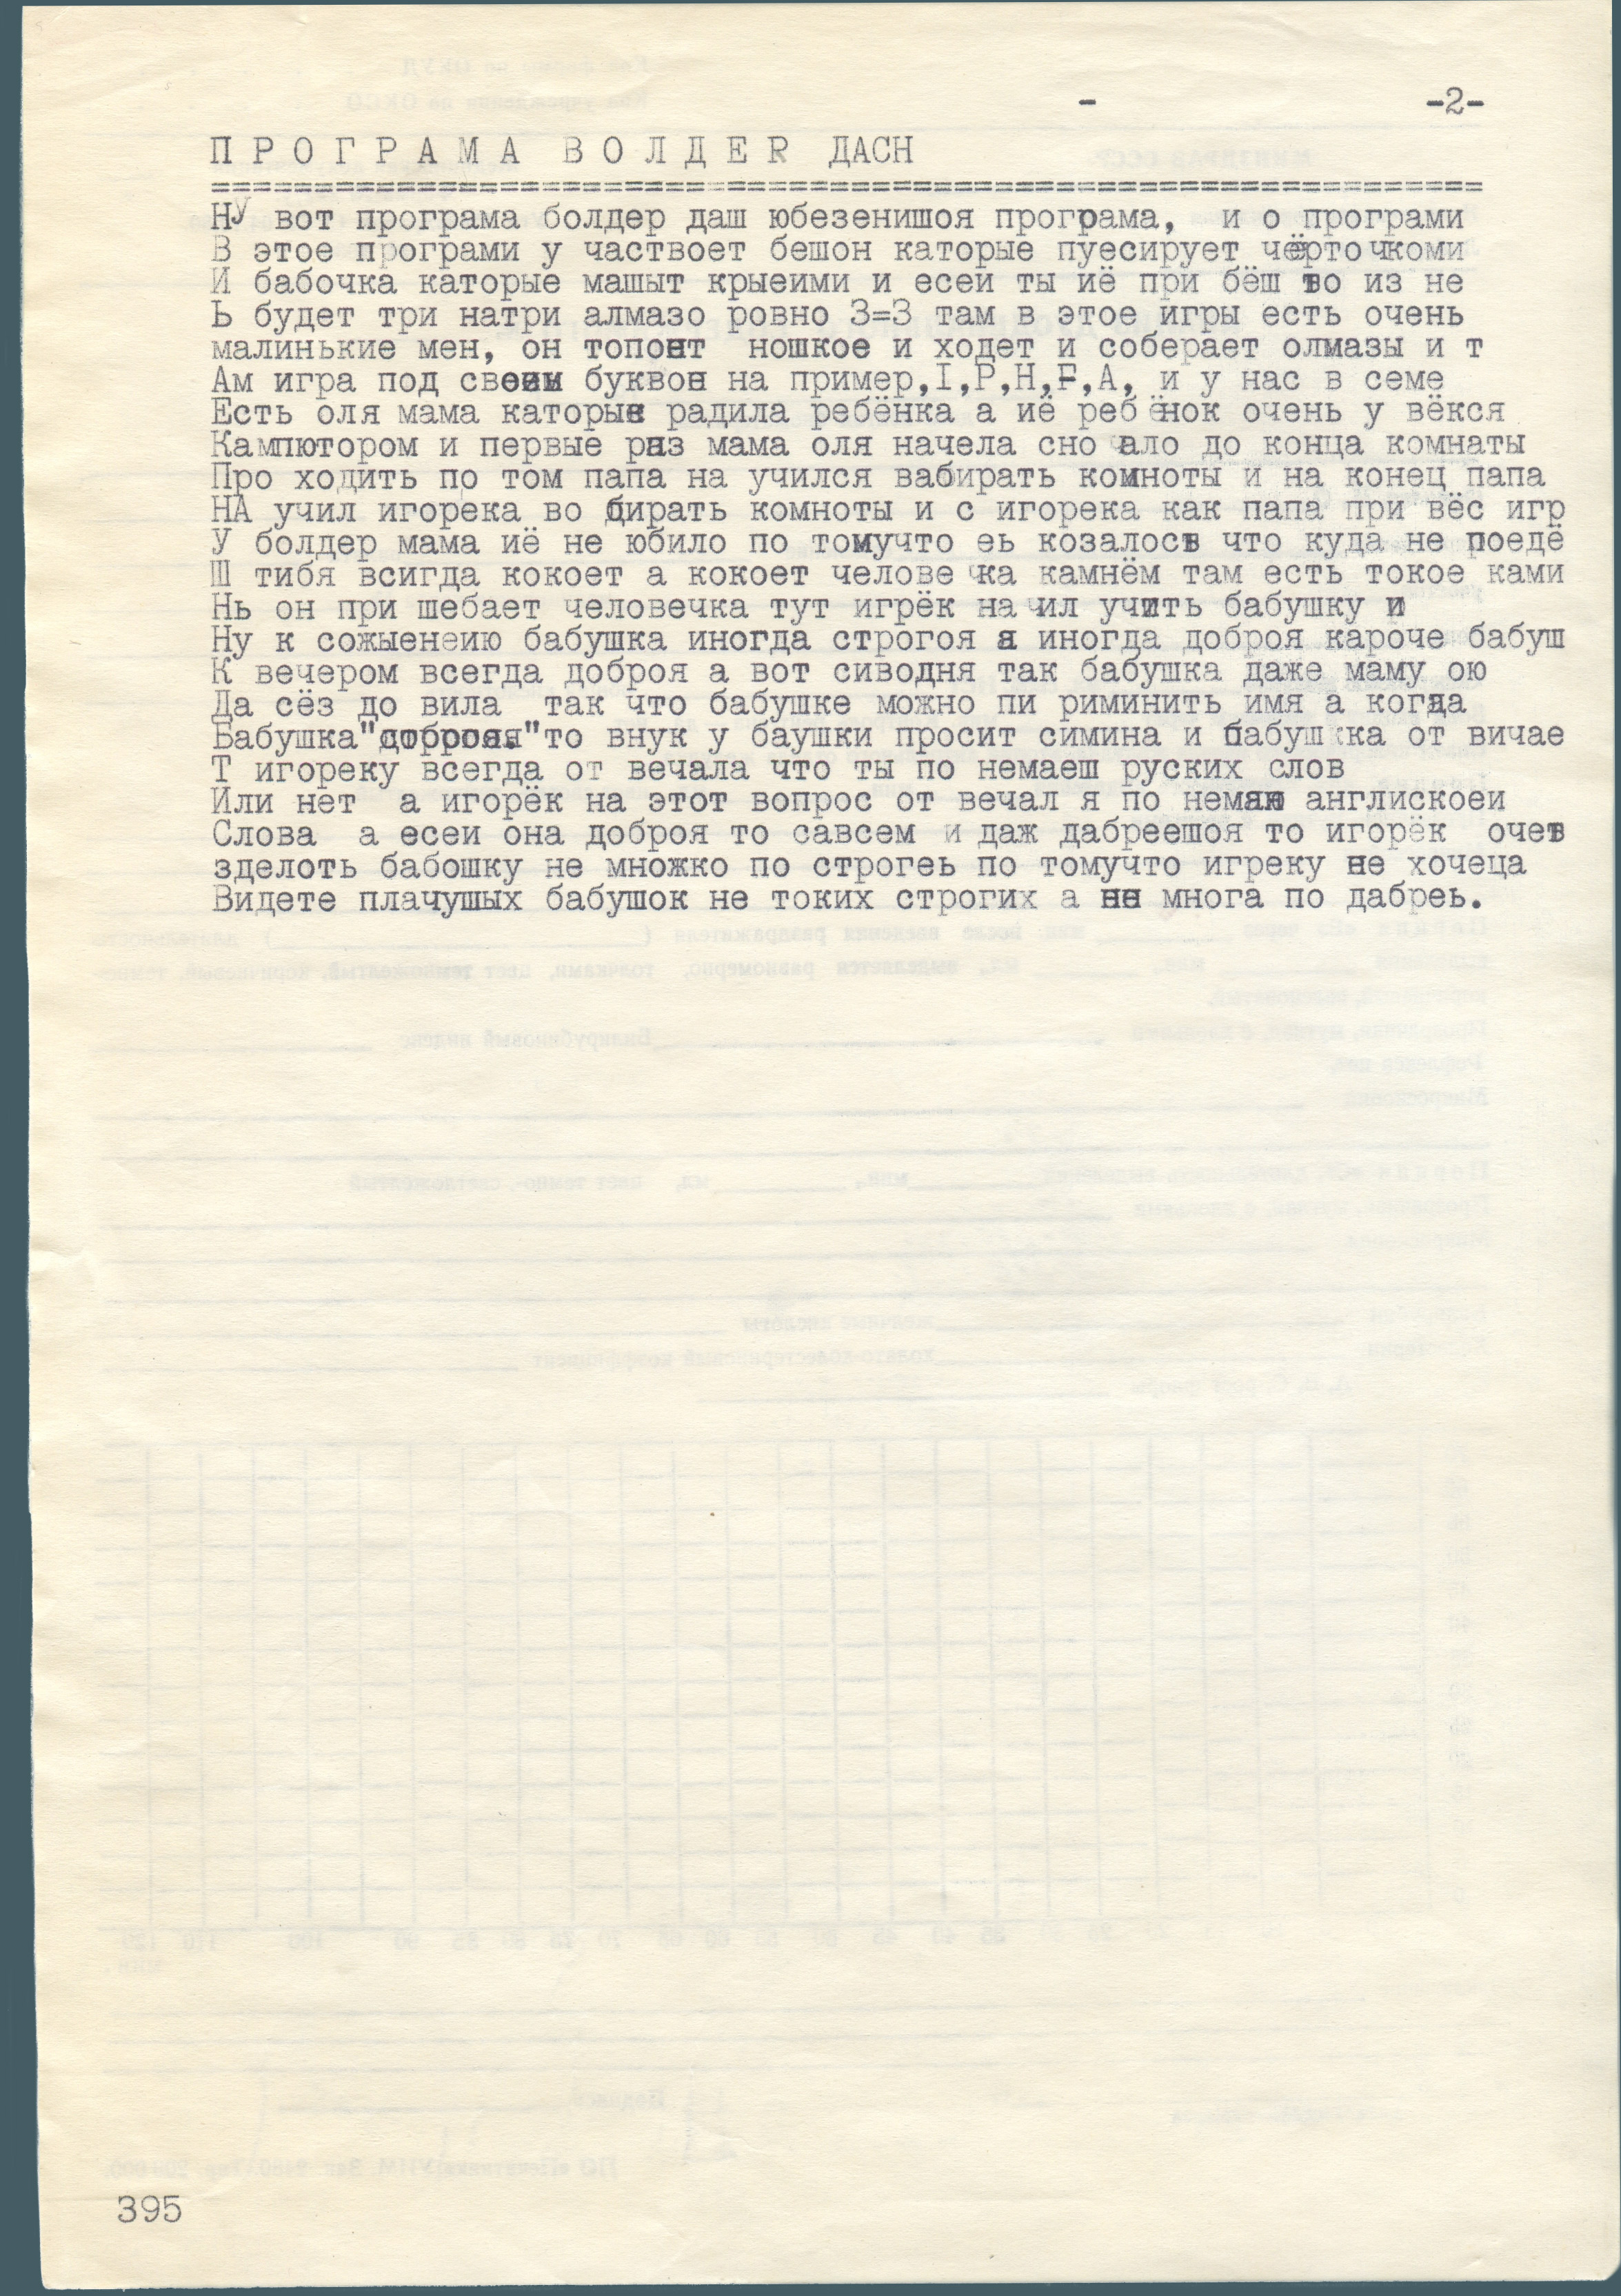 -   -2-
П Р О Г Р А М А  В О Л Д Е R  ДАСН
==============================================================
НУ вот програма болдер даш юбезенишоя програма,  и о програми
В этое програми у частвоет бешон каторые пуесирует чёрто чкоми
И бабочка каторые машыт крыеими и есеи ты иё при бёш то из не
Ь будет три натри алмазо ровно 3=3 там в этое игры есть очень
малинькие мен, он топоет  ношкое и ходет и соберает олмазы и т
Ам игра под своеы буквое на пример,I,P,H,F,A, и у нас в семе
Есть оля мама каторые радила ребёнка а иё реб ёнок очень у вёкся
Кампютором и первые раз мама оля начела сно чало до конца комнаты
Про ходить по том папа на учился вабирать комноты и на конец папа
НА учил игорека во бирать комноты и с игорека как папа при вёс игр
У болдер мама иё не юбило по томучто еь козалось что куда не поедё
Ш тибя всигда кокоет а кокоет челове чка камнём там есть токое ками
Нь он при шебает человечка тут игрёк на чил учить бабушку и
Ну к сожыенеию бабушка иногда строгоя а иногда доброя кароче бабуш
К вечером всегда доброя а вот сиводня так бабушка даже маму ою
Да сёз до вила  так что бабушке можно пи риминить имя а когда
Бабушка "доброя" то внук у баушки просит симина и бабушка от вичае
Т игореку всегда от вечала что ты по немаеш руских слов
Или нет  а игорёк на этот вопрос от вечал я по немаю англискоеи
Слова  а есеи она доброя то савсем и даж дабреешоя то игорёк  очет
зделоть бабошку не множко по строгеь по томучто игреку не хочеца
Видете плачушых бабушок не токих строгих а не многа по дабреь.
395